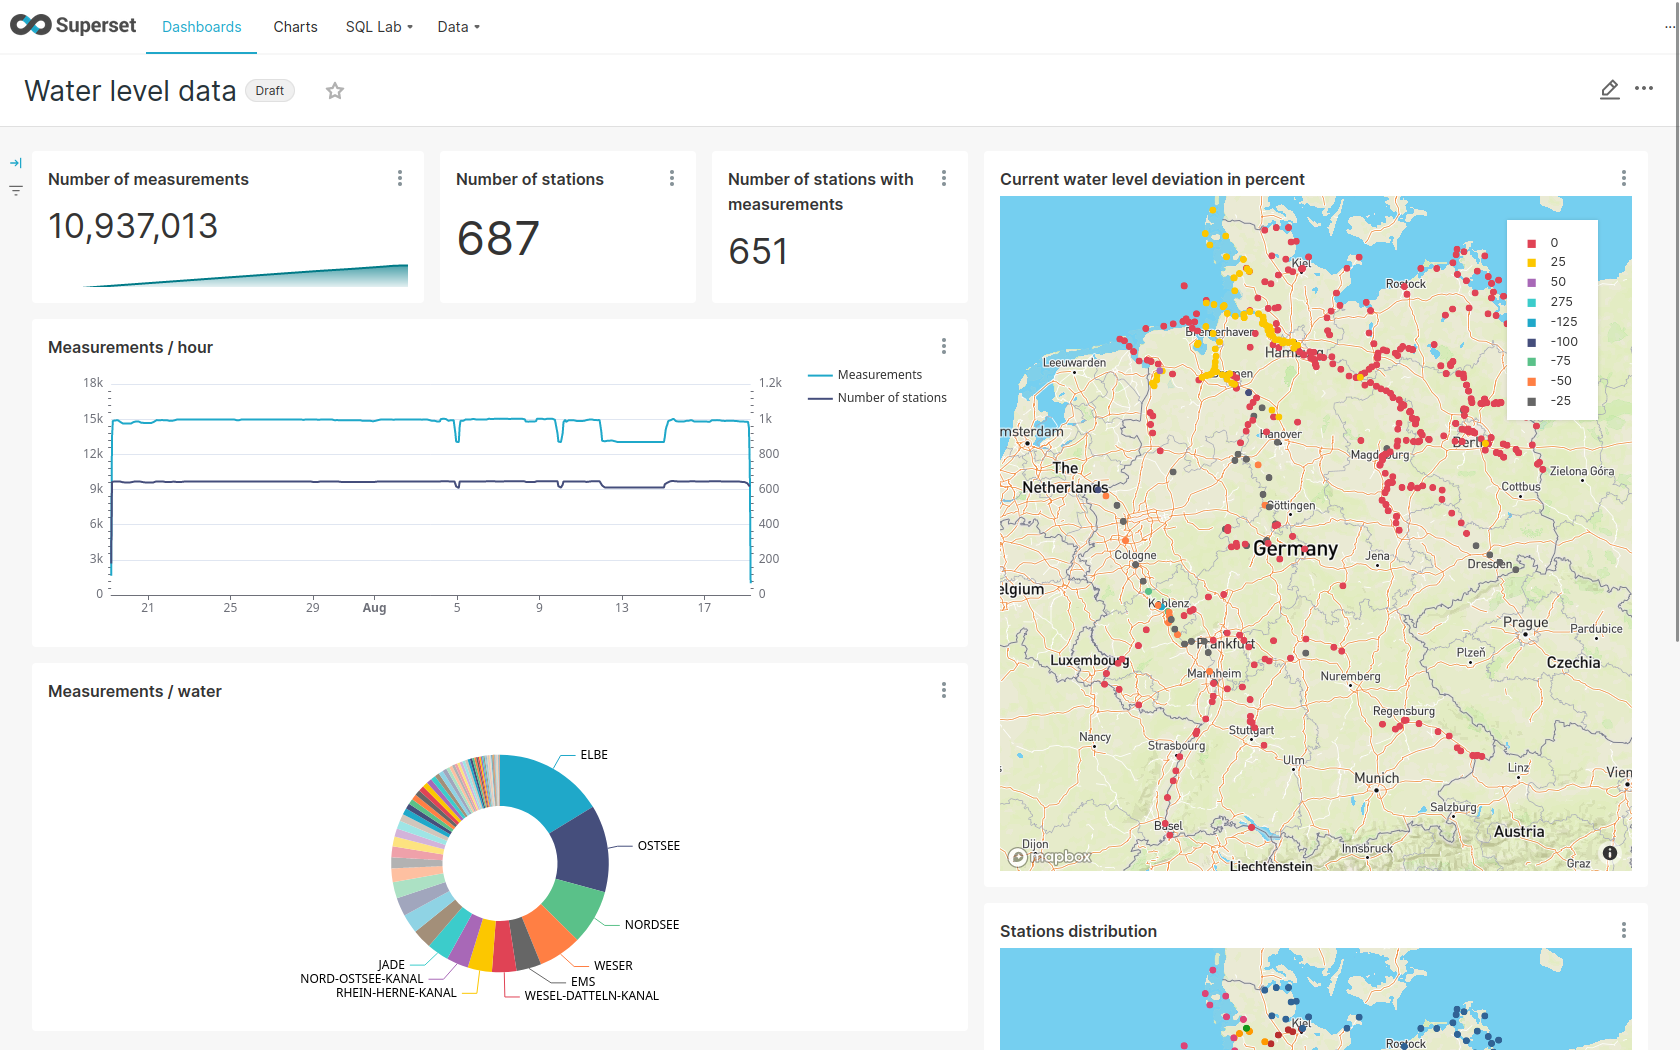 Superset
Dashboards
Charts
SQL Lab
Data
Water level data
Draft
Number of measurements
10,937,013
Number of stations
687
Number of stations with
measurements
651
Measurements / hour
18k
15k
12k
9k
6k
3k
0
1.2k
1k
800
600
400
200
0
21
25
29
Aug
5
9
13
17
Measurements
Number of stations
Measurements / water
ELBE
OSTSEE
NORDSEE
WESER
EMS
WESEL-DATTELN-KANAL
JADE
NORD-OSTSEE-KANAL
RHEIN-HERNE-KANAL
Current water level deviation in percent
0
25
50
275
-125
-100
-75
-50
-25
Kiel
Rostock
Bremerhaven
Leeuwarden
msterdam
Hanover
Magdeburg
The
Netherlands
Zielona Góra
Cottbus
Göttingen
Cologne
Germany
Jena
Dresden
elgium
Koblenz
Prague
Pardubice
Frankfurt
Plzeň
Luxembourg
Czechia
Mannheim
Nuremberg
Regensburg
Nancy
Strasbourg
Stuttgart
Ulm
Linz
Munich
Vien
Salzburg
Basel
Austria
Dijon
Innsbruck
mapbox
Liechtenstein
Graz
Stations distribution
Kiel
Rostock